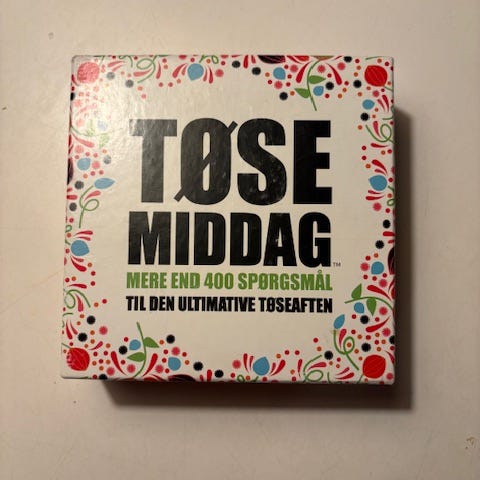 TØSE
MIDDAG™
MERE END 400 SPØRGSMÅL
TIL DEN ULTIMATIVE TØSEAFTEN